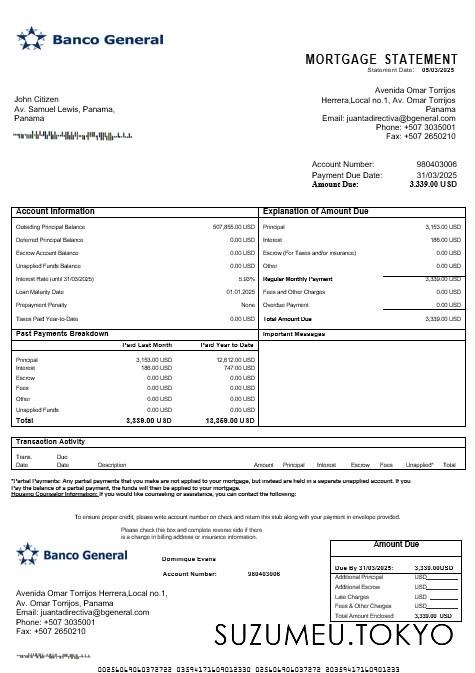 Banco General
MORTGAGE STATEMENT
Statement Date: 05/03/2025
John Citizen
Av. Samuel Lewis, Panama,
Panama
Avenida Omar Torrijos
Herrera,Local no.1, Av. Omar Torrijos
Panama
Email: juantadirectiva@bgeneral.com
Phone: +507 3035001
Fax: +507 2650210
Account Number: 980403006
Payment Due Date: 31/03/2025
Amount Due: 3.339.00 USD
Account Information
Outsiding Principal Balance 507,855.00 USD
Deferred Principal Balance 0.00 USD
Escrow Account Balance 0.00 USD
Unapplied Funds Balance 0.00 USD
Interest Rate (until 31/03/2025) 5.93%
Loan Maturity Date 01.01.2025
Prepayment Penalty None
Taxes Paid Year-to-Date 0.00 USD
Explanation of Amount Due
Principal 3,153.00 USD
Interest 186.00 USD
Escrow (For Taxes and/or insurance) 0.00 USD
Other 0.00 USD
Regular Monthly Payment 3,339.00 USD
Fees and Other Charges 0.00 USD
Overdue Payment 0.00 USD
Total Amount Due 3,339.00 USD
Past Payments Breakdown
Paid Last Month Paid Year to Date
Principal 3,153.00 USD 12,612.00 USD
Interest 186.00 USD 747.00 USD
Escrow 0.00 USD 0.00 USD
Fees 0.00 USD 0.00 USD
Other 0.00 USD 0.00 USD
Unapplied Funds 0.00 USD 0.00 USD
Total 3,339.00 USD 13,359.00 USD
Important Messages
Transaction Activity
Trans. Date Due Date Description Amount Principal Interest Escrow Fees Unapplied* Total
*Partial Payments: Any partial payments that you make are not applied to your mortgage, but instead are held in a separate unapplied account. If you
Pay the balance of a partial payment, the funds will then be applied to your mortgage.
Housing Counselor Information: If you would like counseling or assistance, you can contact the following:
To ensure proper credit, please write account number on check and return this stub along with your payment in envelope provided.
Please check this box and complete reverse side if there
is a change in billing address or insurance information.
Banco General
Dominique Evans
Account Number: 980403006
Avenida Omar Torrijos Herrera,Local no.1,
Av. Omar Torrijos, Panama
Email: juantadirectiva@bgeneral.com
Phone: +507 3035001
Fax: +507 2650210
Amount Due
Due By 31/03/2025: 3,339.00USD
Additional Principal USD
Additional Escrow USD
Late Charges USD
Fees & Other Charges USD
Total Amount Enclosed 3,339.00 USD
SUZUMEU.TOKYO